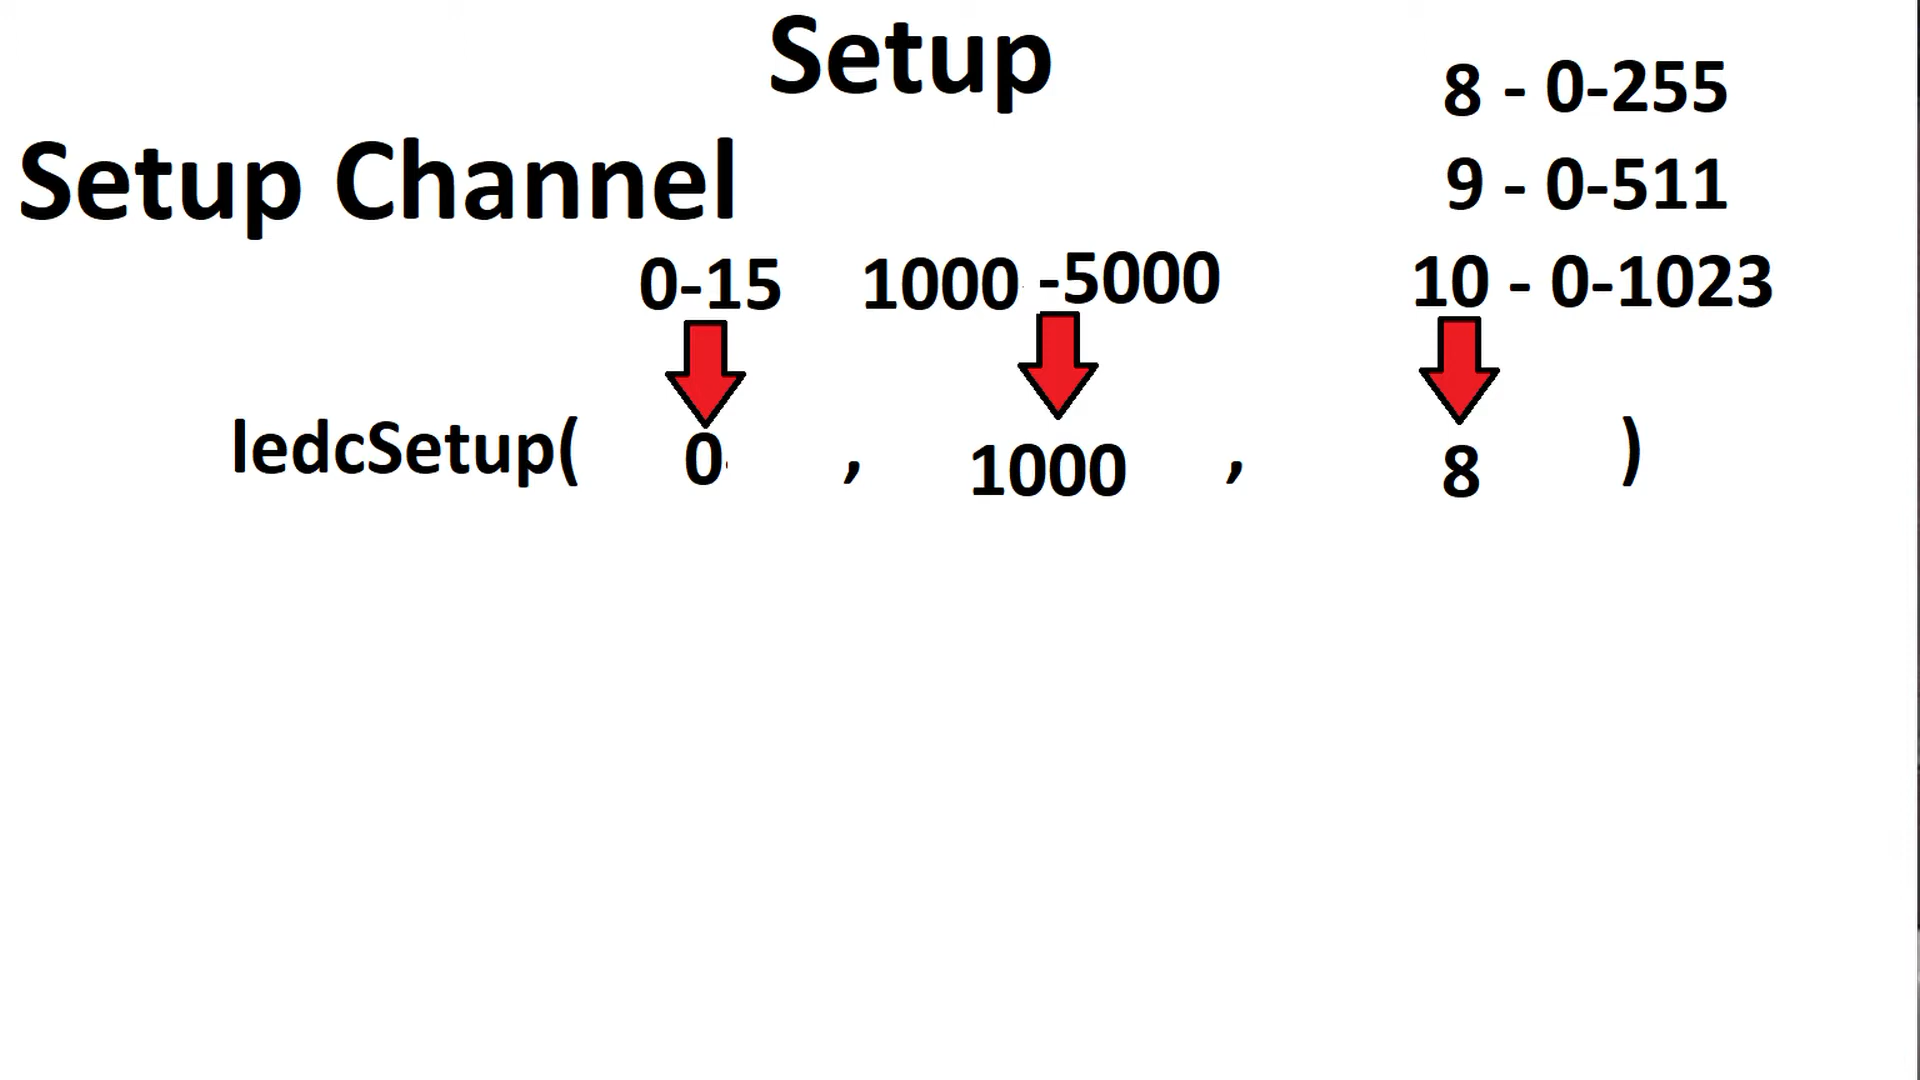 Setup
8 - 0-255
Setup Channel
9 - 0-511
0-15 1000 -5000 10 - 0-1023
ledcSetup( 0 , 1000 , 8 )